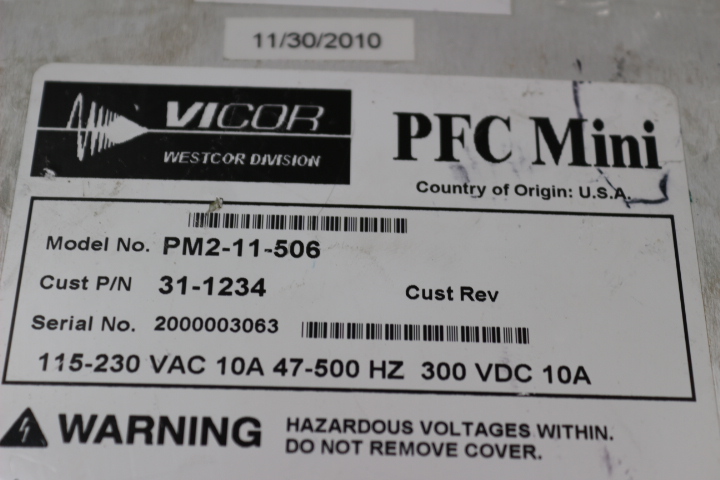 11/30/2010
VICOR
WESTCOR DIVISION
PFC Mini
Country of Origin: U.S.A.
Model No. PM2-11-506
Cust P/N 31-1234 Cust Rev
Serial No. 2000003063
115-230 VAC 10A 47-500 HZ 300 VDC 10A
WARNING
HAZARDOUS VOLTAGES WITHIN.
DO NOT REMOVE COVER.